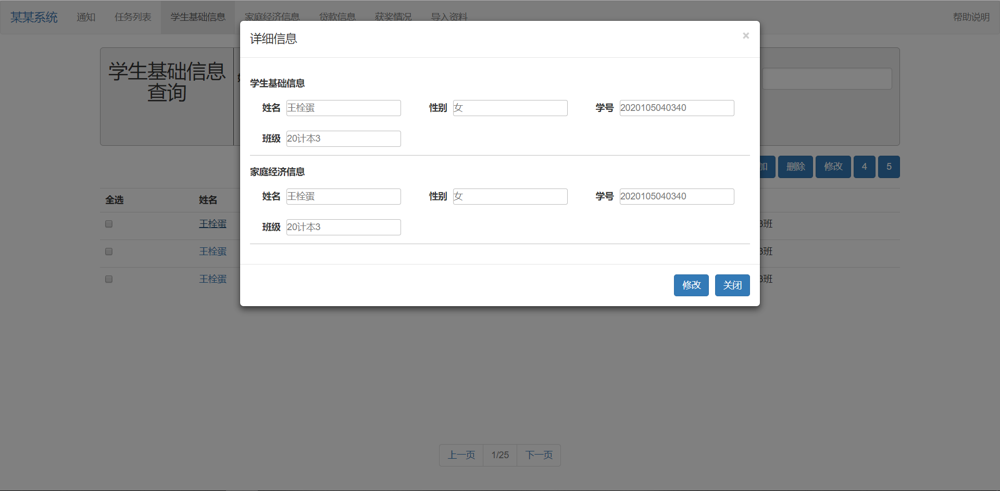 某某系统 通知 任务列表 学生基础信息 家庭经济信息 贷款信息 获奖情况 导入资料 帮助说明
详细信息 ×
学生基础信息
查询
学生基础信息
姓名 王栓蛋 性别 女 学号 2020105040340
班级 20计本3
家庭经济信息
姓名 王栓蛋 性别 女 学号 2020105040340
班级 20计本3
修改 关闭
加 删除 修改 4 5
全选 姓名
王栓蛋 3班
王栓蛋 3班
王栓蛋 3班
上一页 1/25 下一页